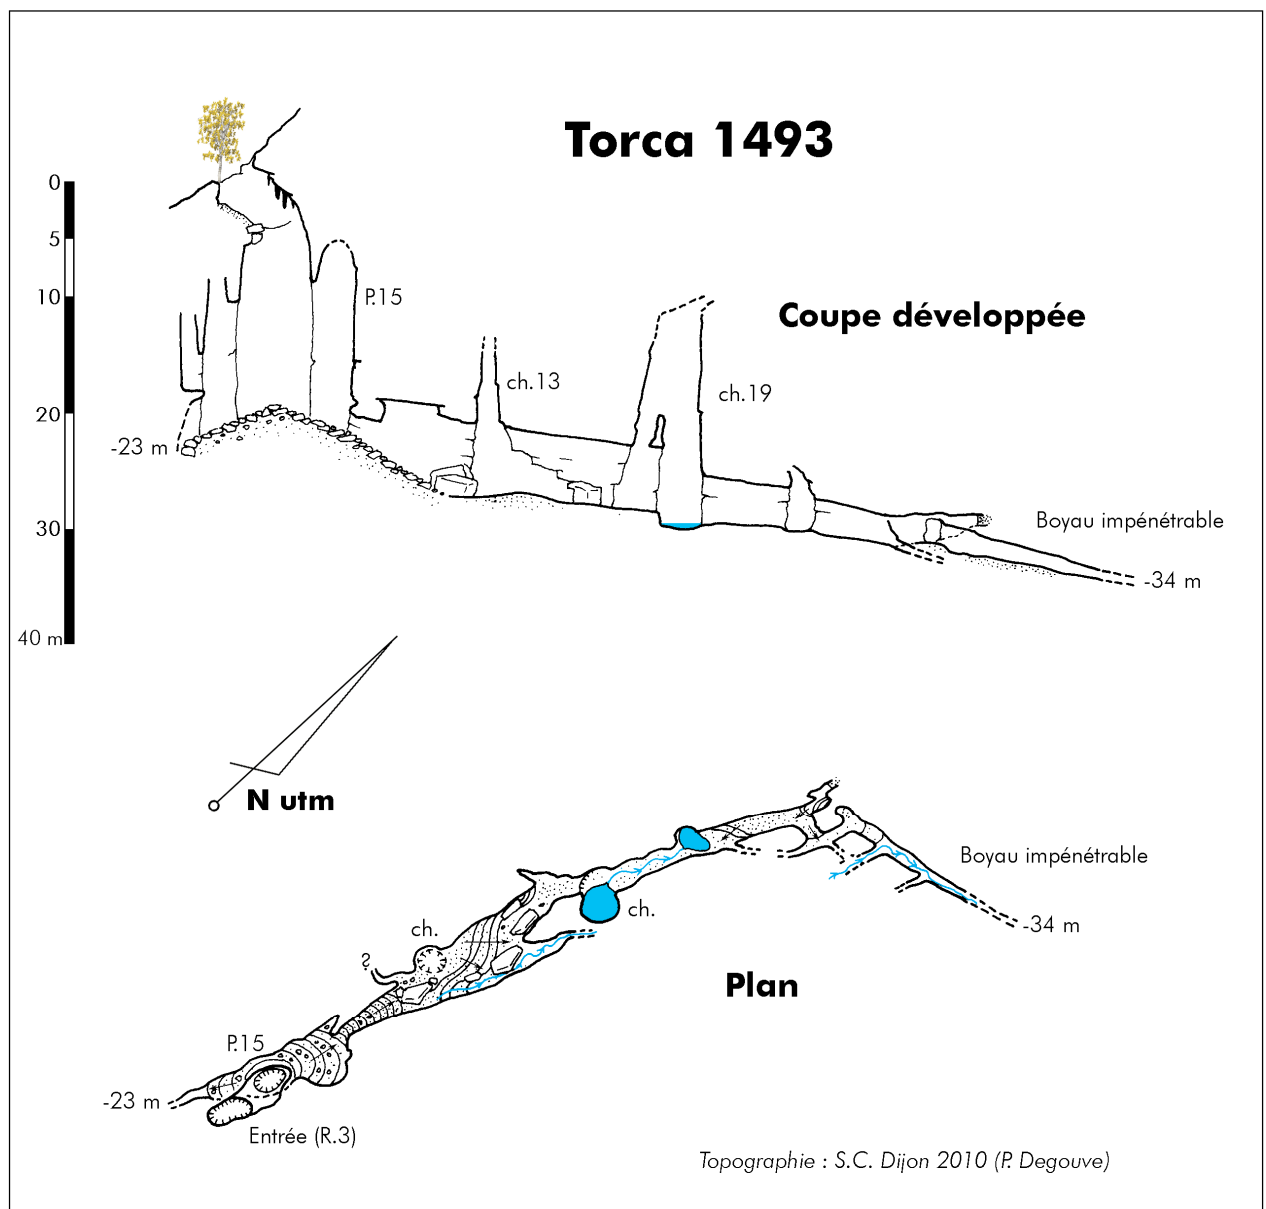 Torca 1493
0
5
10
20
30
40 m
P.15
Coupe développée
ch.13
ch.19
-23 m
Boyau impénétrable
-34 m
N utm
Boyau impénétrable
ch.
-34 m
ch.
?
Plan
P.15
-23 m
Entrée (R.3)
Topographie : S.C. Dijon 2010 (P. Degouve)